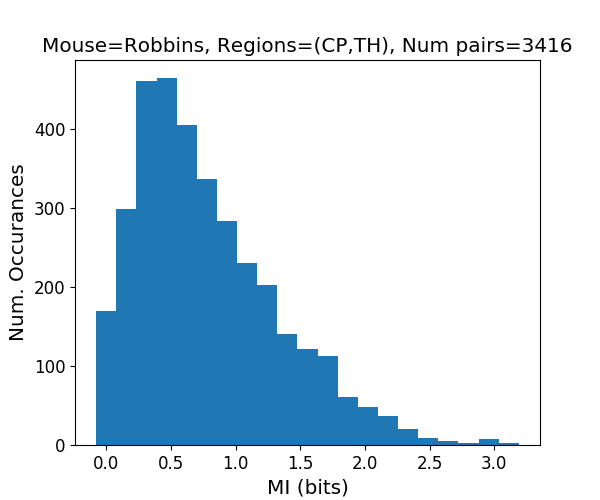 Mouse=Robbins, Regions=(CP,TH), Num pairs=3416
Num. Occurances
400
300
200
100
0
0.0 0.5 1.0 1.5 2.0 2.5 3.0
MI (bits)